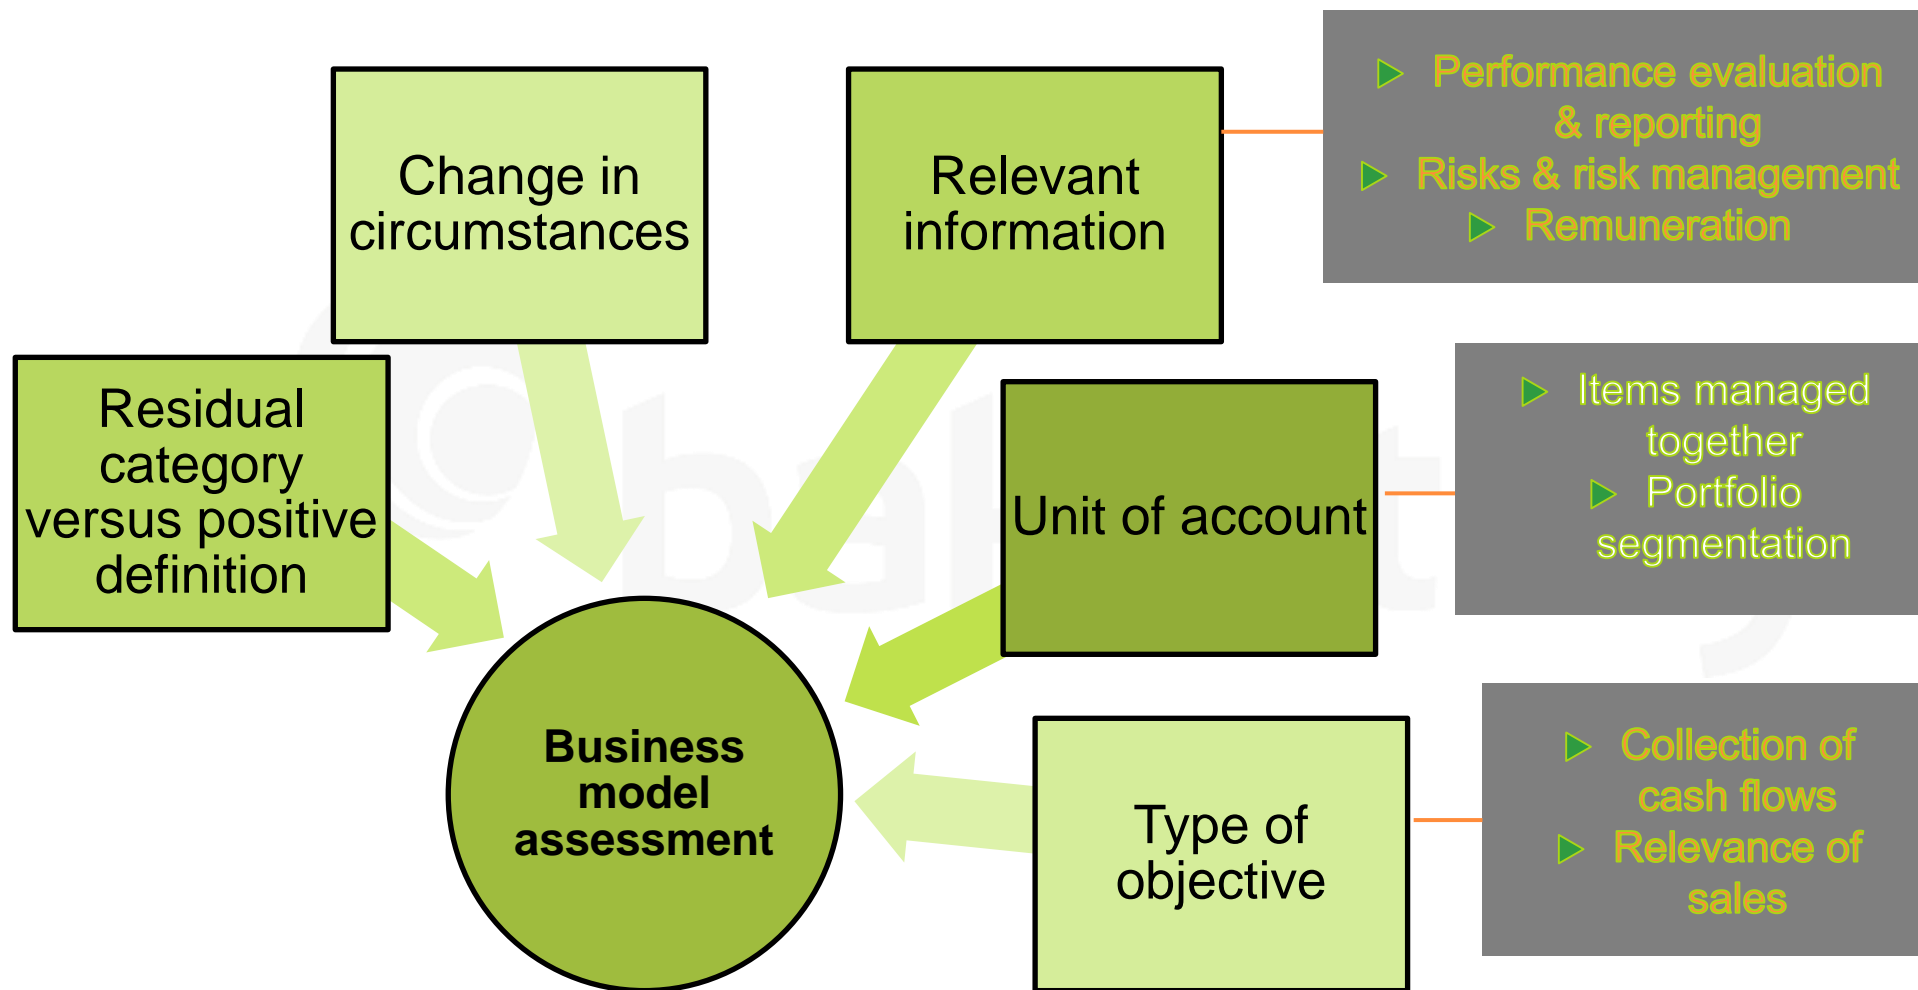 Change in
circumstances
Relevant
information
Performance evaluation
& reporting
Risks & risk management
Remuneration
Residual
category
versus positive
definition
Unit of account
Items managed
together
Portfolio
segmentation
Business
model
assessment
Type of
objective
Collection of
cash flows
Relevance of
sales